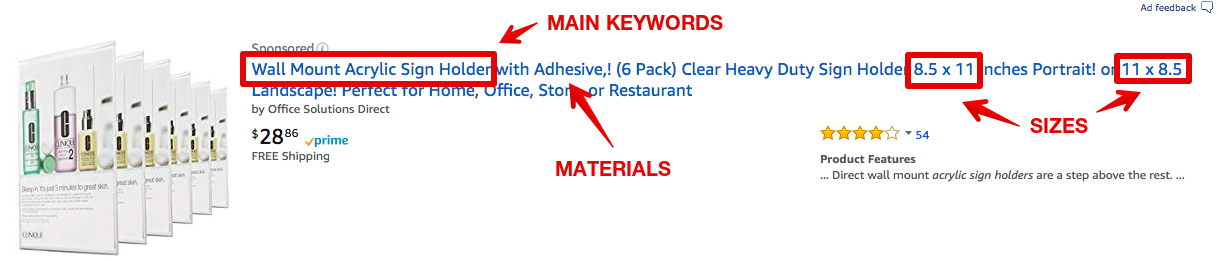 Ad feedback
MAIN KEYWORDS
Sponsored
Wall Mount Acrylic Sign Holder with Adhesive,! (6 Pack) Clear Heavy Duty Sign Holder 8.5 x 11 inches Portrait! or 11 x 8.5
Landscape! Perfect for Home, Office, Store or Restaurant
by Office Solutions Direct
SIZES
$28.86 prime
54
FREE Shipping
MATERIALS
Product Features
... Direct wall mount acrylic sign holders are a step above the rest. ...
CLINIQUE
2
Sleep in. It's just 3 minutes to great skin.
CLINIQUE